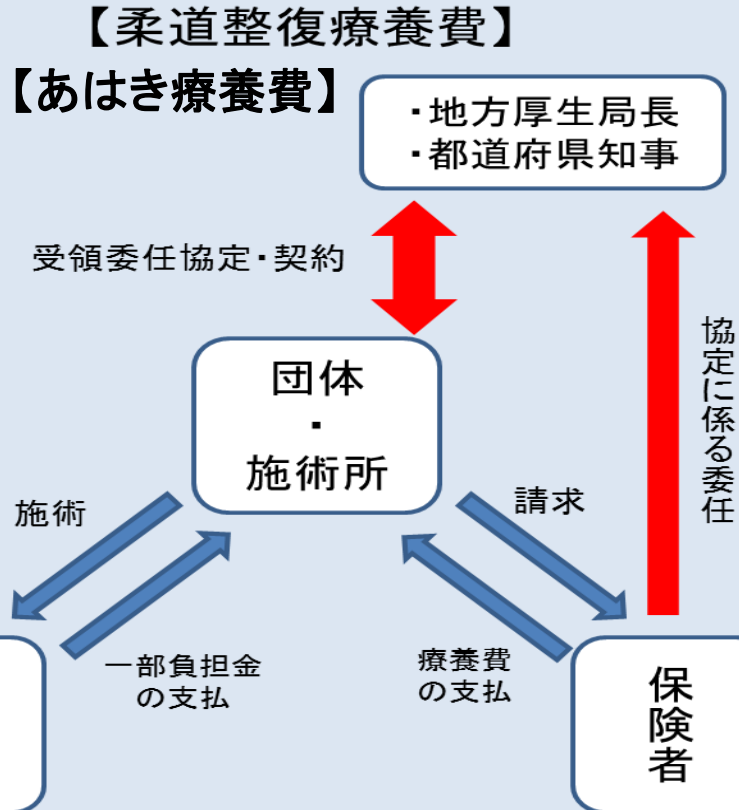 【柔道整復療養費】
【あはき療養費】
・地方厚生局長
・都道府県知事
受領委任協定・契約
協定に係る委任
団体
・
施術所
施術
請求
一部負担金
の支払
療養費
の支払
保険者